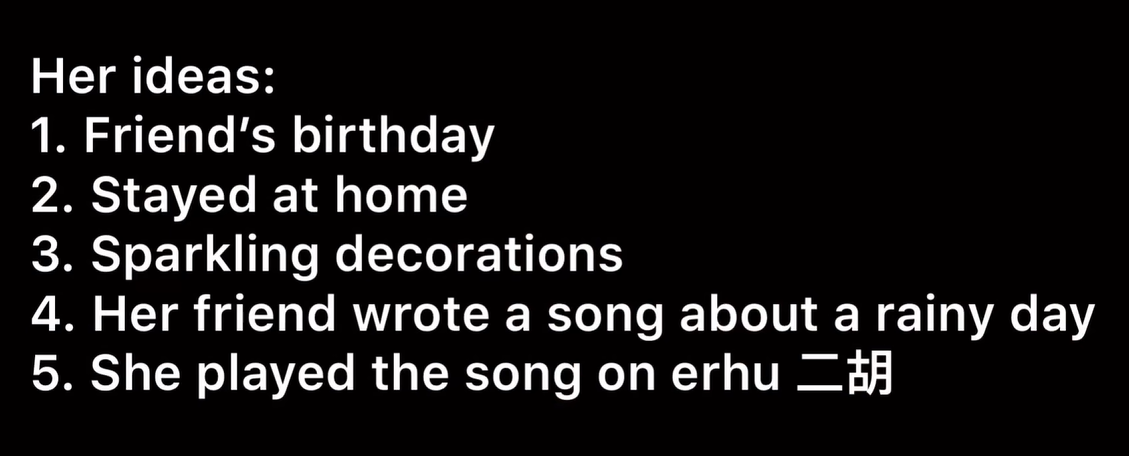 Her ideas:
1. Friend’s birthday
2. Stayed at home
3. Sparkling decorations
4. Her friend wrote a song about a rainy day
5. She played the song on erhu 二胡